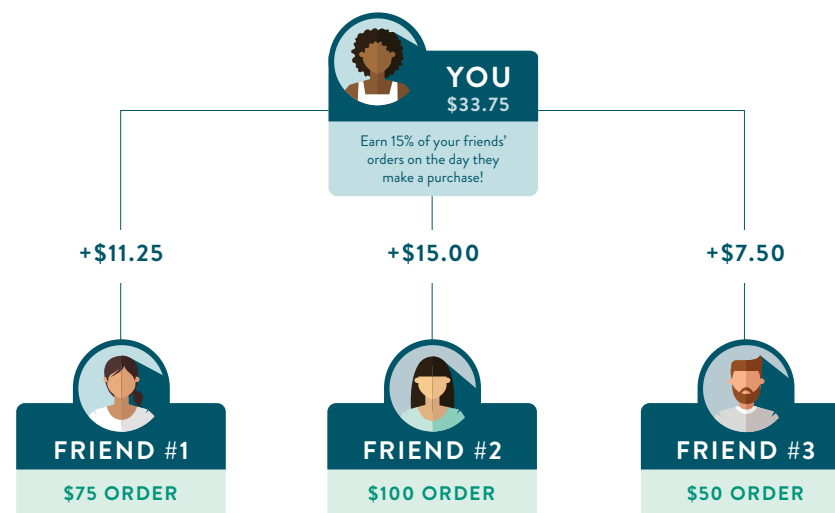 YOU
$33.75
Earn 15% of your friends'
orders on the day they
make a purchase!
+$11.25
+$15.00
+$7.50
FRIEND #1
FRIEND #2
FRIEND #3
$75 ORDER
$100 ORDER
$50 ORDER